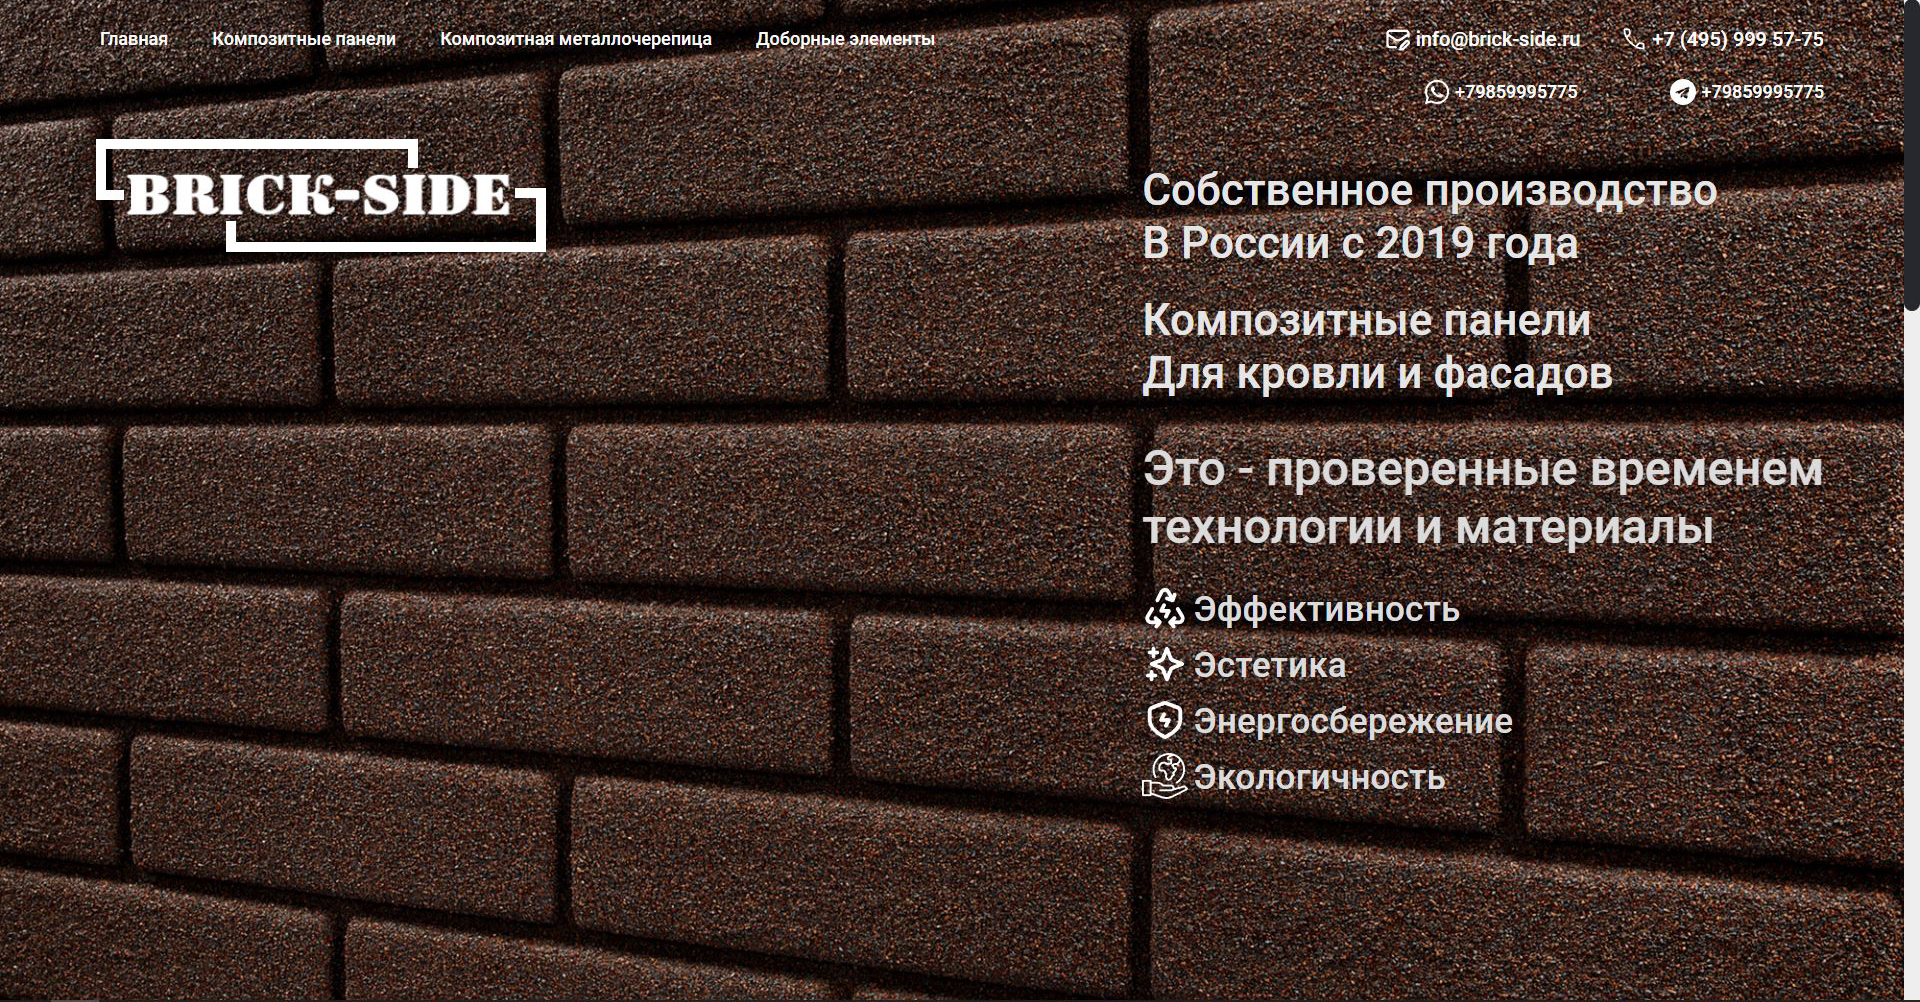 Главная Композитные панели Композитная металлочерепица Доборные элементы info@brick-side.ru +7 (495) 999 57-75
+79859995775 +79859995775
BRICK-SIDE
Собственное производство
В России с 2019 года
Композитные панели
Для кровли и фасадов
Это - проверенные временем
технологии и материалы
Эффективность
Эстетика
Энергосбережение
Экологичность